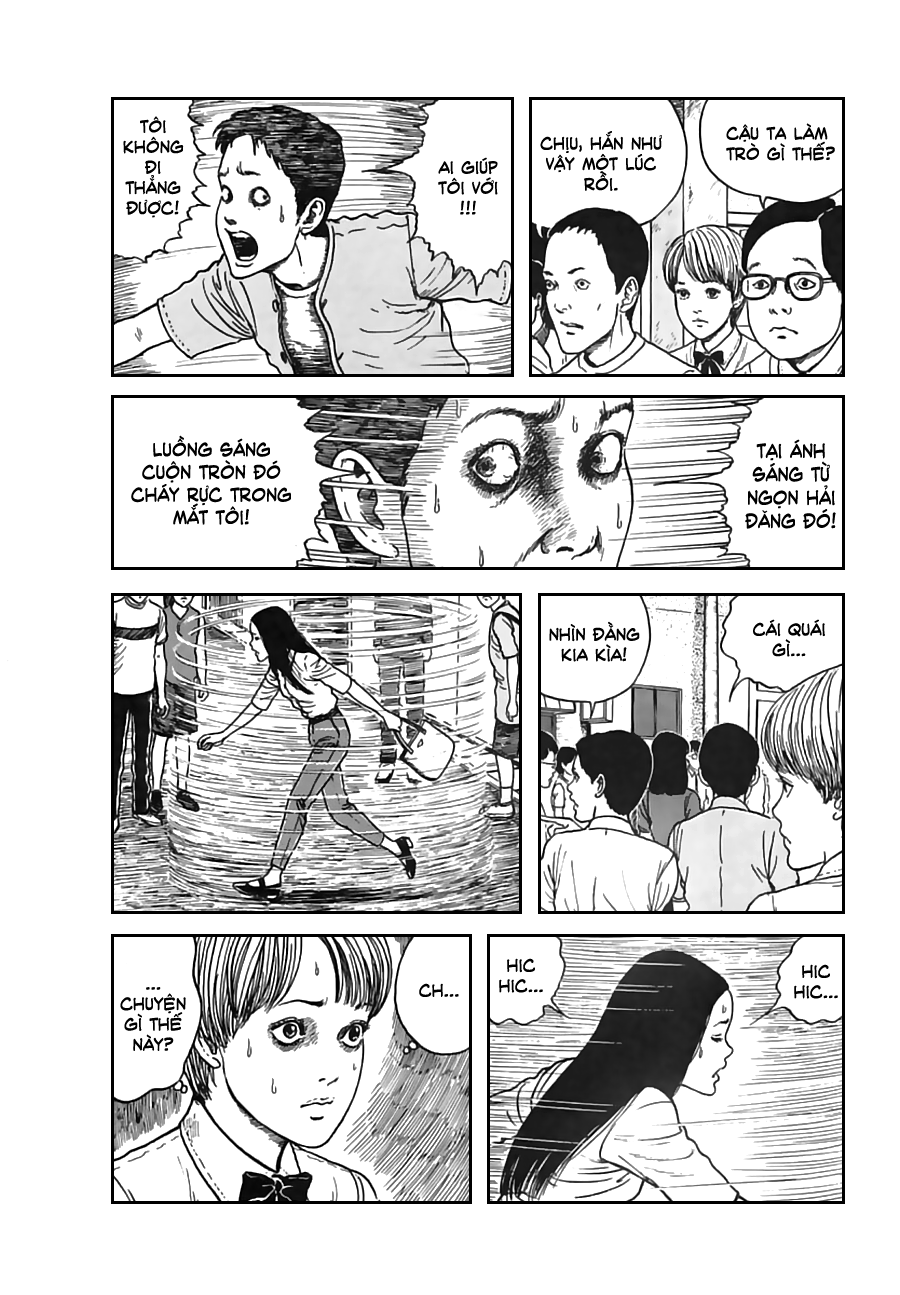 CẬU TA LÀM
TRÒ GÌ THẾ?
CHỊU, HẮN NHƯ
VẬY MỘT LÚC
RỒI.
AI GIÚP
TÔI VỚI
!!!
TÔI
KHÔNG
ĐI
THẲNG
ĐƯỢC!
TẠI ÁNH
SÁNG TỪ
NGỌN HẢI
ĐĂNG ĐÓ!
LUỒNG SÁNG
CUỘN TRÒN ĐÓ
CHÁY RỰC TRONG
MẮT TÔI!
CÁI QUÁI
GÌ...
NHÌN ĐẰNG
KIA KÌA!
HIC
HIC...
HIC
HIC...
CH...
...
CHUYỆN
GÌ THẾ
NÀY?